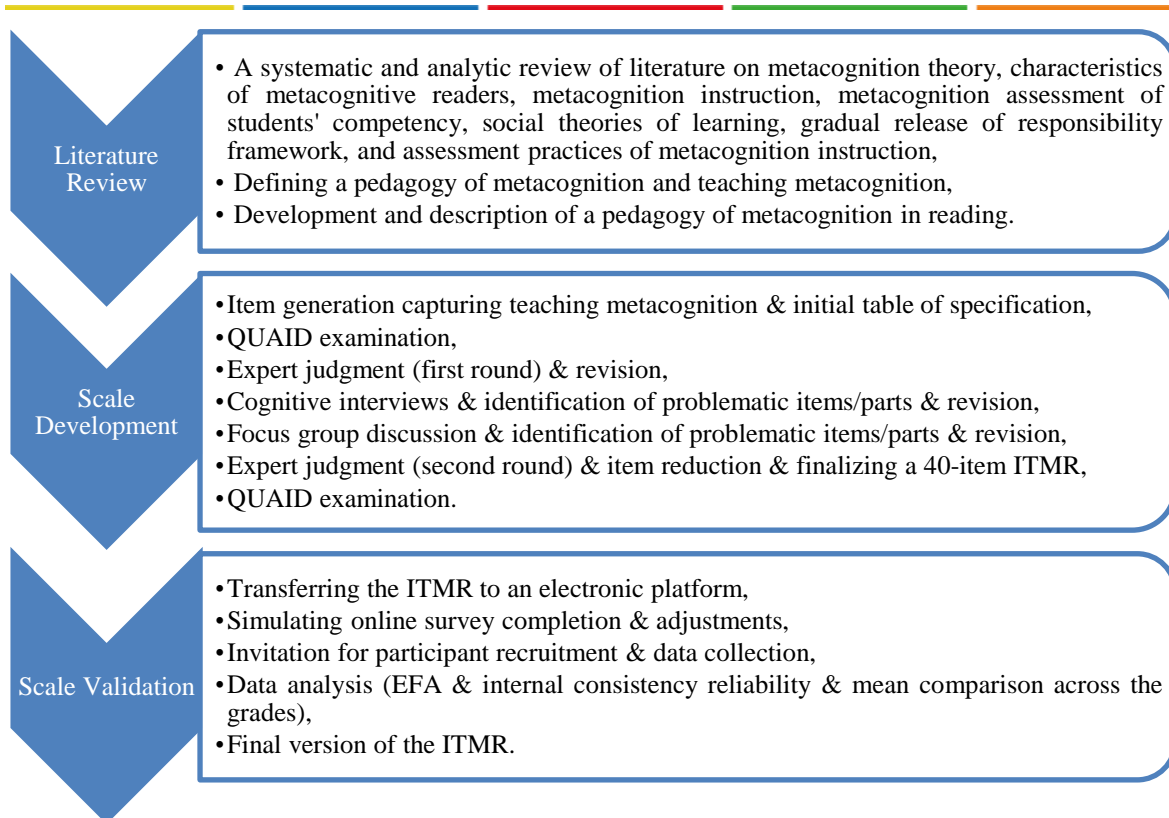 Literature
Review
• A systematic and analytic review of literature on metacognition theory, characteristics
of metacognitive readers, metacognition instruction, metacognition assessment of
students' competency, social theories of learning, gradual release of responsibility
framework, and assessment practices of metacognition instruction,
• Defining a pedagogy of metacognition and teaching metacognition,
• Development and description of a pedagogy of metacognition in reading.
Scale
Development
•Item generation capturing teaching metacognition & initial table of specification,
•QUAID examination,
•Expert judgment (first round) & revision,
•Cognitive interviews & identification of problematic items/parts & revision,
•Focus group discussion & identification of problematic items/parts & revision,
•Expert judgment (second round) & item reduction & finalizing a 40-item ITMR,
•QUAID examination.
Scale Validation
•Transferring the ITMR to an electronic platform,
•Simulating online survey completion & adjustments,
•Invitation for participant recruitment & data collection,
•Data analysis (EFA & internal consistency reliability & mean comparison across the
grades),
•Final version of the ITMR.